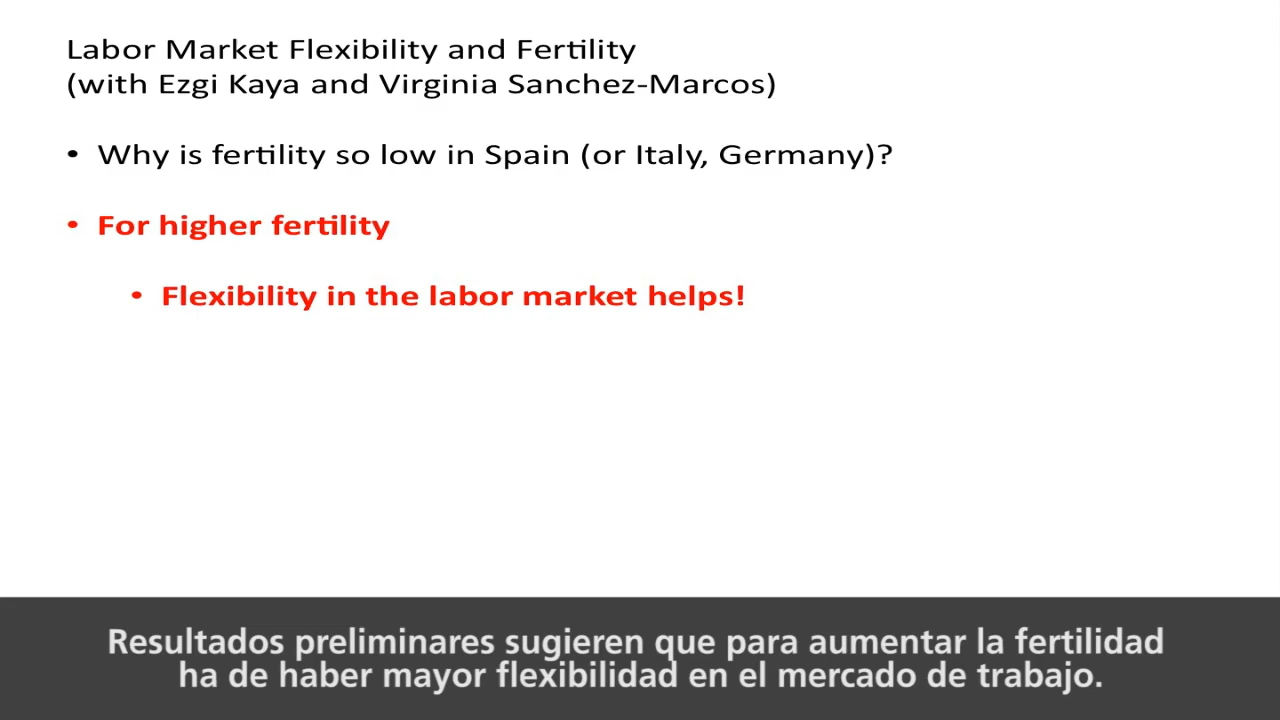 Labor Market Flexibility and Fertility
(with Ezgi Kaya and Virginia Sanchez-Marcos)
• Why is fertility so low in Spain (or Italy, Germany)?
• For higher fertility
• Flexibility in the labor market helps!
Resultados preliminares sugieren que para aumentar la fertilidad
ha de haber mayor flexibilidad en el mercado de trabajo.